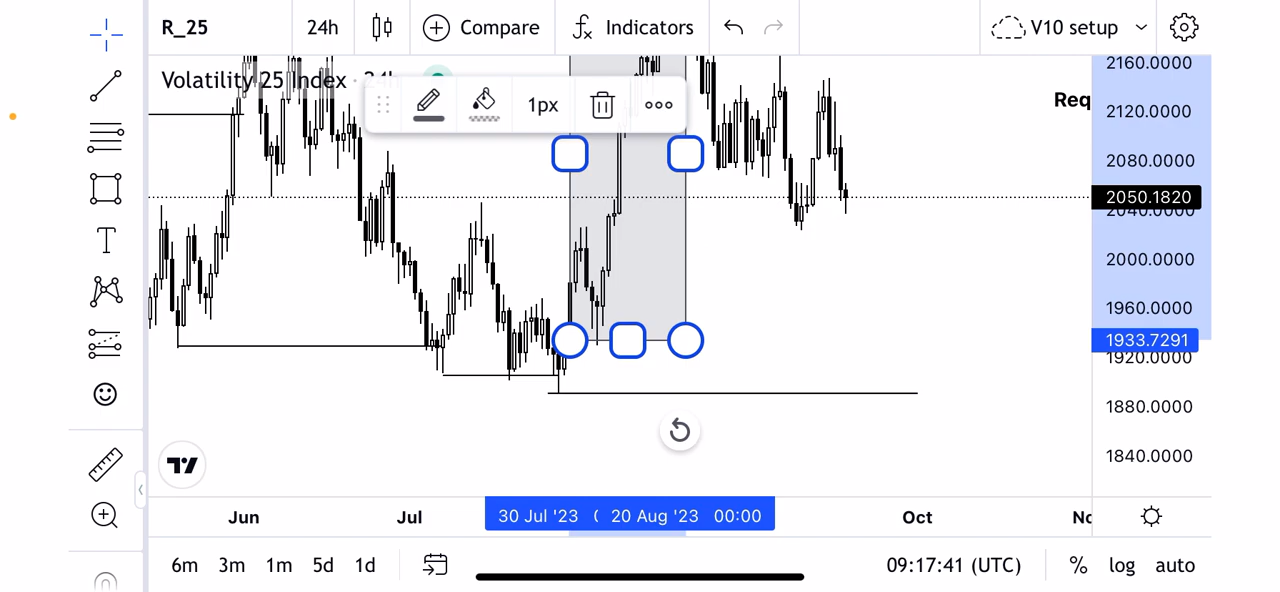 R_25 24h Compare Indicators V10 setup
Volatility 25 Index · 24h
1px
Req
2160.0000
2120.0000
2080.0000
2050.1820
2040.0000
2000.0000
1960.0000
1933.7291
1920.0000
1880.0000
1840.0000
Jun Jul 30 Jul '23 20 Aug '23 00:00 Oct
6m 3m 1m 5d 1d 09:17:41 (UTC) % log auto